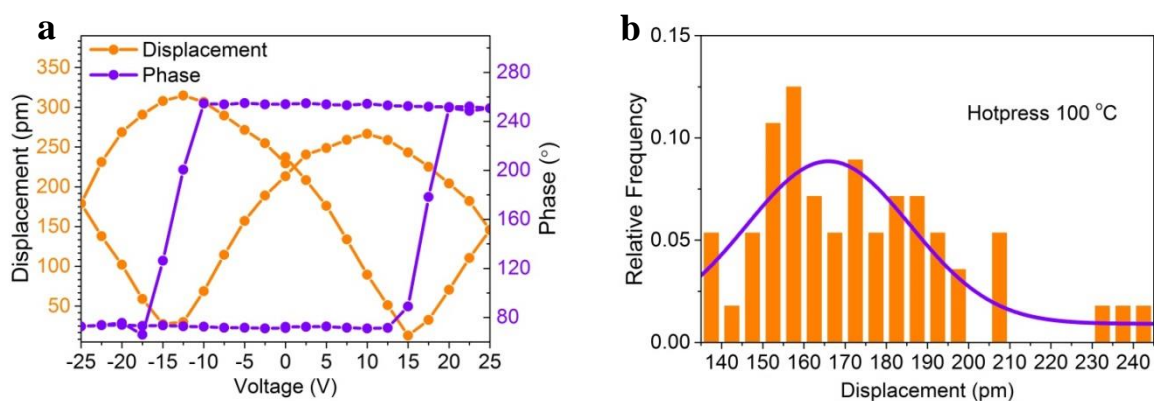 a
Displacement
Phase
350
300
250
200
150
100
50
Displacement (pm)
280
240
200
160
120
80
Phase (°)
-25 -20 -15 -10 -5 0 5 10 15 20 25
Voltage (V)
b
Hotpress 100 °C
0.15
0.10
0.05
0.00
Relative Frequency
140 150 160 170 180 190 200 210 220 230 240
Displacement (pm)